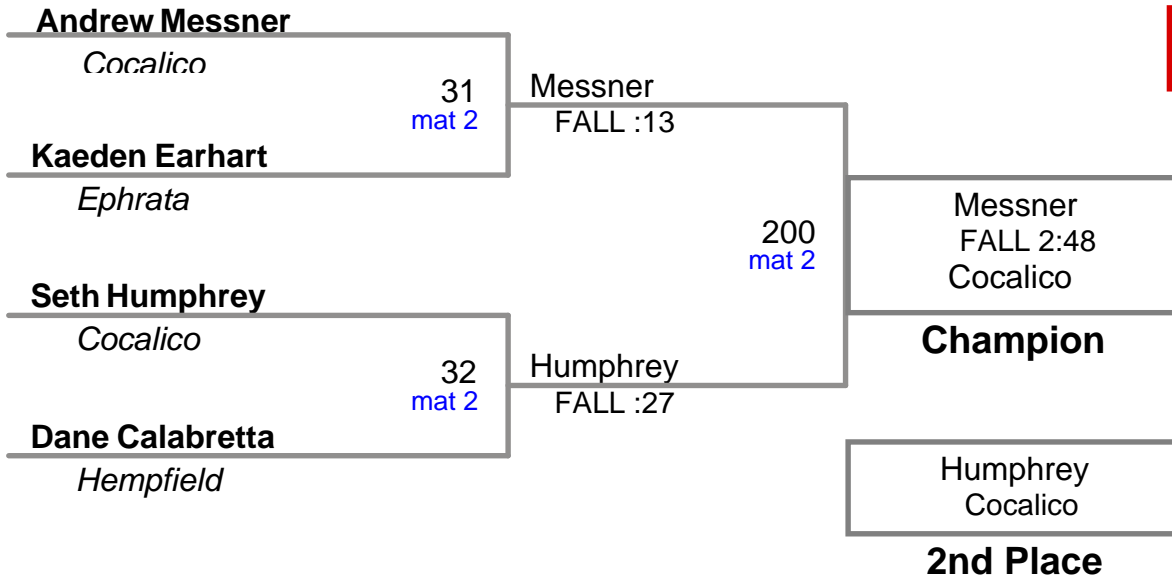 Andrew Messner
Cocalico
31
mat 2
Messner
FALL :13
Kaeden Earhart
Ephrata
200
mat 2
Messner
FALL 2:48
Cocalico
Champion
Seth Humphrey
Cocalico
32
mat 2
Humphrey
FALL :27
Dane Calabretta
Hempfield
Humphrey
Cocalico
2nd Place